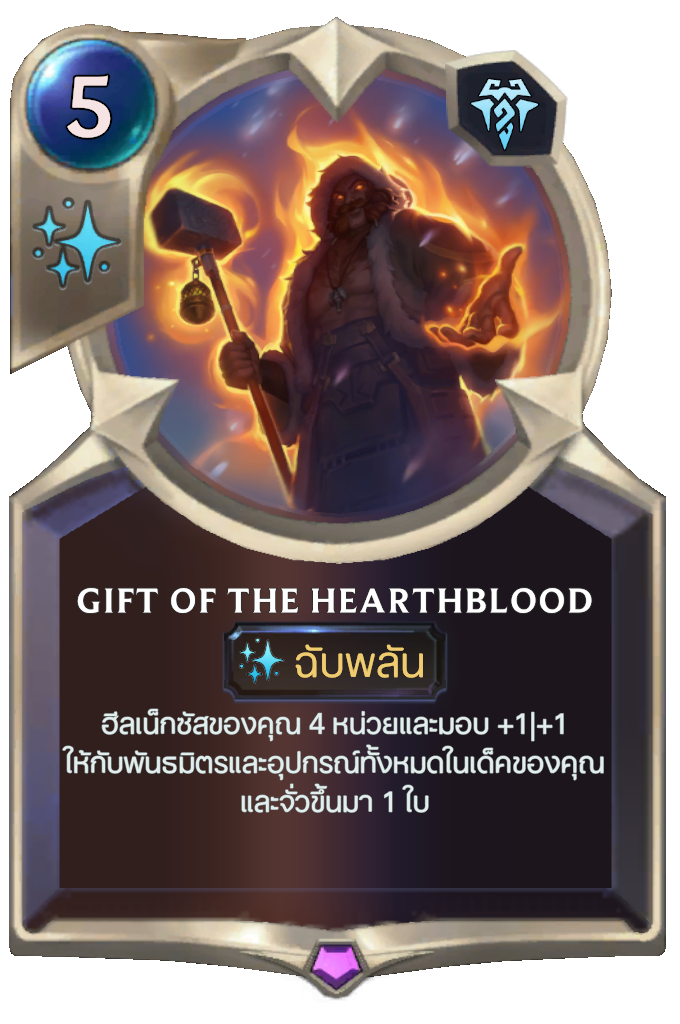 5
GIFT OF THE HEARTHBLOOD
ฉับพลัน
ฮีลเน็กซัสของคุณ 4 หน่วยและมอบ +1|+1
ให้กับพันธมิตรและอุปกรณ์ทั้งหมดในเด็คของคุณ
และจั่วขึ้นมา 1 ใบ